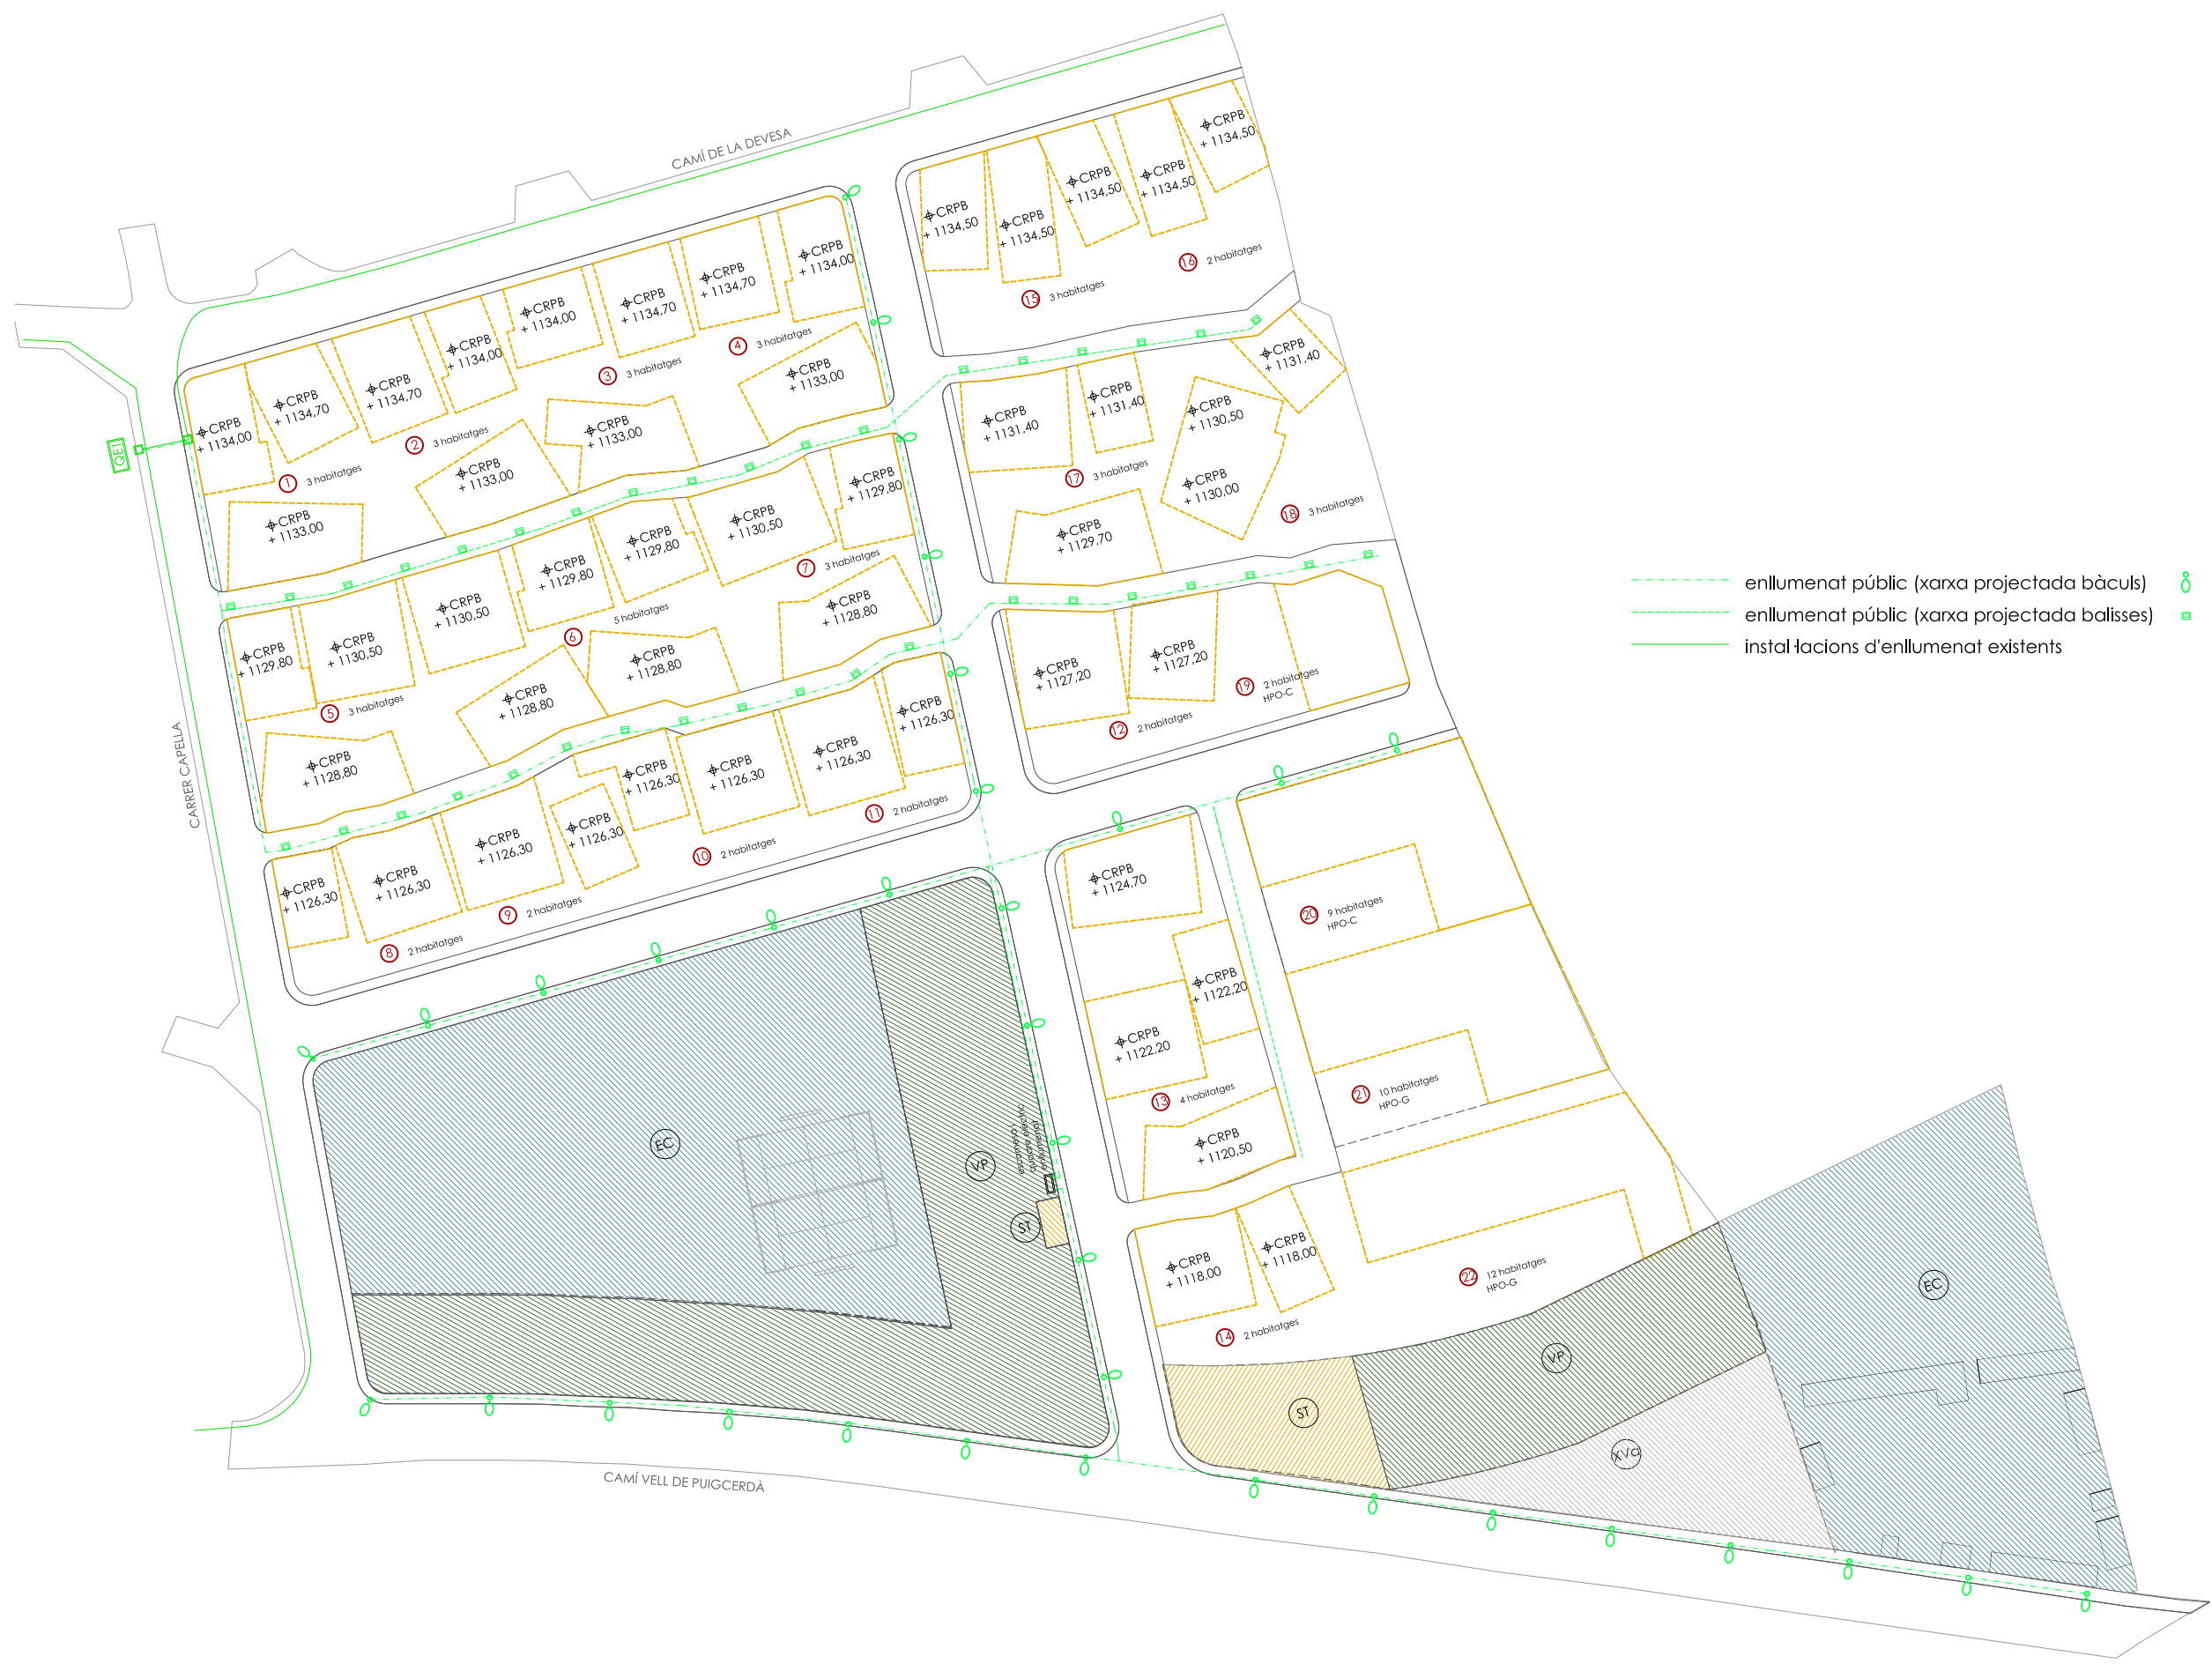 CAMÍ DE LA DEVESA
CARRER CAPELLA
CAMÍ VELL DE PUIGCERDÀ
QE1
CRPB
+ 1134,00
CRPB
+ 1134,70
CRPB
+ 1134,70
CRPB
+ 1134,00
CRPB
+ 1134,00
CRPB
+ 1134,70
CRPB
+ 1134,70
CRPB
+ 1134,00
1 3 habitatges
2 3 habitatges
3 3 habitatges
4 3 habitatges
CRPB
+ 1133,00
CRPB
+ 1133,00
CRPB
+ 1133,00
CRPB
+ 1133,00
CRPB
+ 1134,50
CRPB
+ 1134,50
CRPB
+ 1134,50
CRPB
+ 1134,50
CRPB
+ 1134,50
15 3 habitatges
16 2 habitatges
CRPB
+ 1129,80
CRPB
+ 1130,50
CRPB
+ 1130,50
CRPB
+ 1129,80
CRPB
+ 1129,80
CRPB
+ 1130,50
CRPB
+ 1129,80
5 3 habitatges
6 5 habitatges
7 3 habitatges
CRPB
+ 1128,80
CRPB
+ 1128,80
CRPB
+ 1128,80
CRPB
+ 1128,80
CRPB
+ 1131,40
CRPB
+ 1131,40
CRPB
+ 1131,40
CRPB
+ 1130,50
CRPB
+ 1130,00
CRPB
+ 1129,70
17 3 habitatges
18 3 habitatges
CRPB
+ 1126,30
CRPB
+ 1126,30
CRPB
+ 1126,30
CRPB
+ 1126,30
CRPB
+ 1126,30
CRPB
+ 1126,30
CRPB
+ 1126,30
CRPB
+ 1126,30
8 2 habitatges
9 2 habitatges
10 2 habitatges
11 2 habitatges
CRPB
+ 1127,20
CRPB
+ 1127,20
12 2 habitatges
19 2 habitatges
HPO-C
enllumenat públic (xarxa projectada bàculs)
enllumenat públic (xarxa projectada balisses)
instal·lacions d'enllumenat existents
CRPB
+ 1124,70
CRPB
+ 1122,20
CRPB
+ 1122,20
13 4 habitatges
CRPB
+ 1120,50
20 9 habitatges
HPO-C
21 10 habitatges
HPO-G
22 12 habitatges
HPO-G
CRPB
+ 1118,00
CRPB
+ 1118,00
14 2 habitatges
EC
VP
ST
ST
VP
XVa
EC